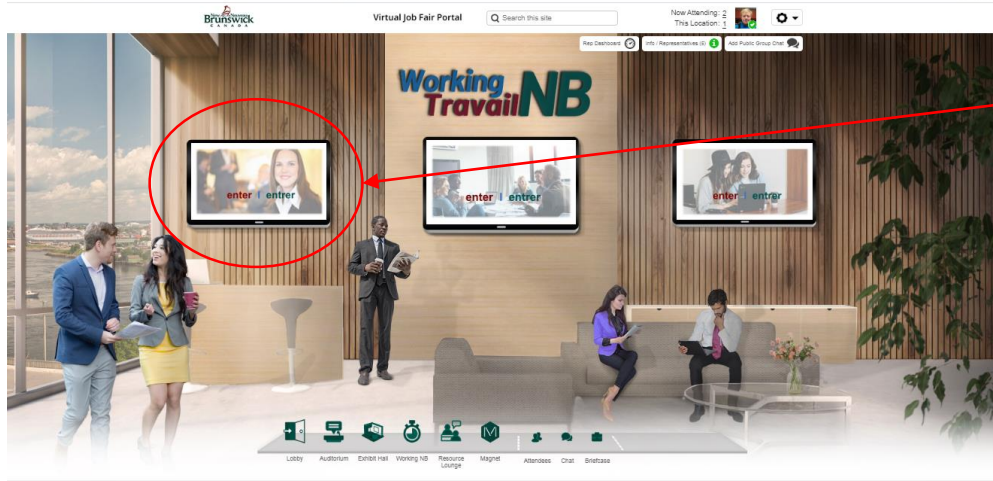 New Nouveau
Brunswick
CANADA
Virtual Job Fair Portal
Search this site
Now Attending: 2
This Location: 1
Rep Dashboard
Info / Representatives (6)
Add Public Group Chat
Working
Travail NB
enter | entrer
enter | entrer
enter | entrer
Lobby
Auditorium
Exhibit Hall
Working NB
Resource
Lounge
Magnet
Attendees
Chat
Briefcase